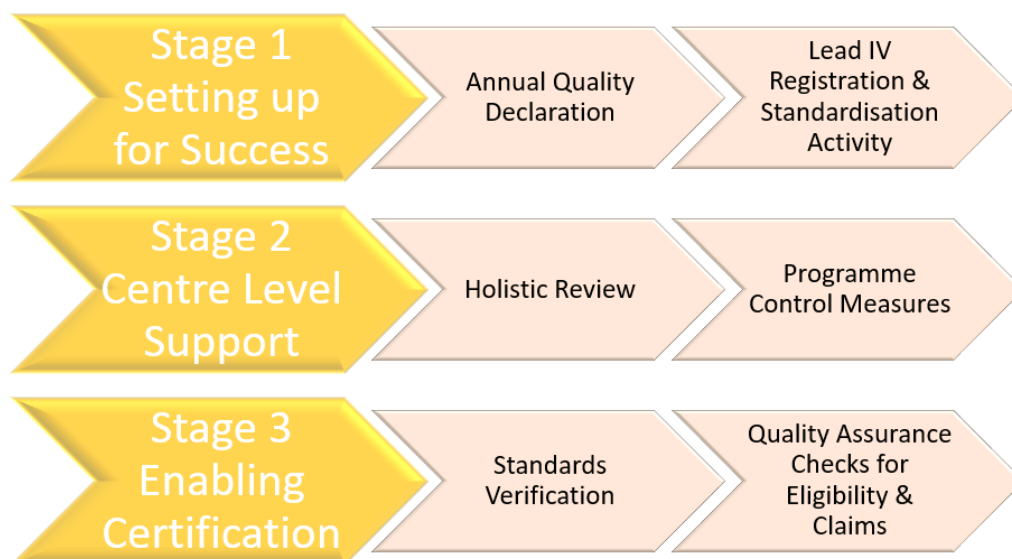 Stage 1
Setting up
for Success
Annual Quality
Declaration
Lead IV
Registration &
Standardisation
Activity
Stage 2
Centre Level
Support
Holistic Review
Programme
Control Measures
Stage 3
Enabling
Certification
Standards
Verification
Quality Assurance
Checks for
Eligibility &
Claims